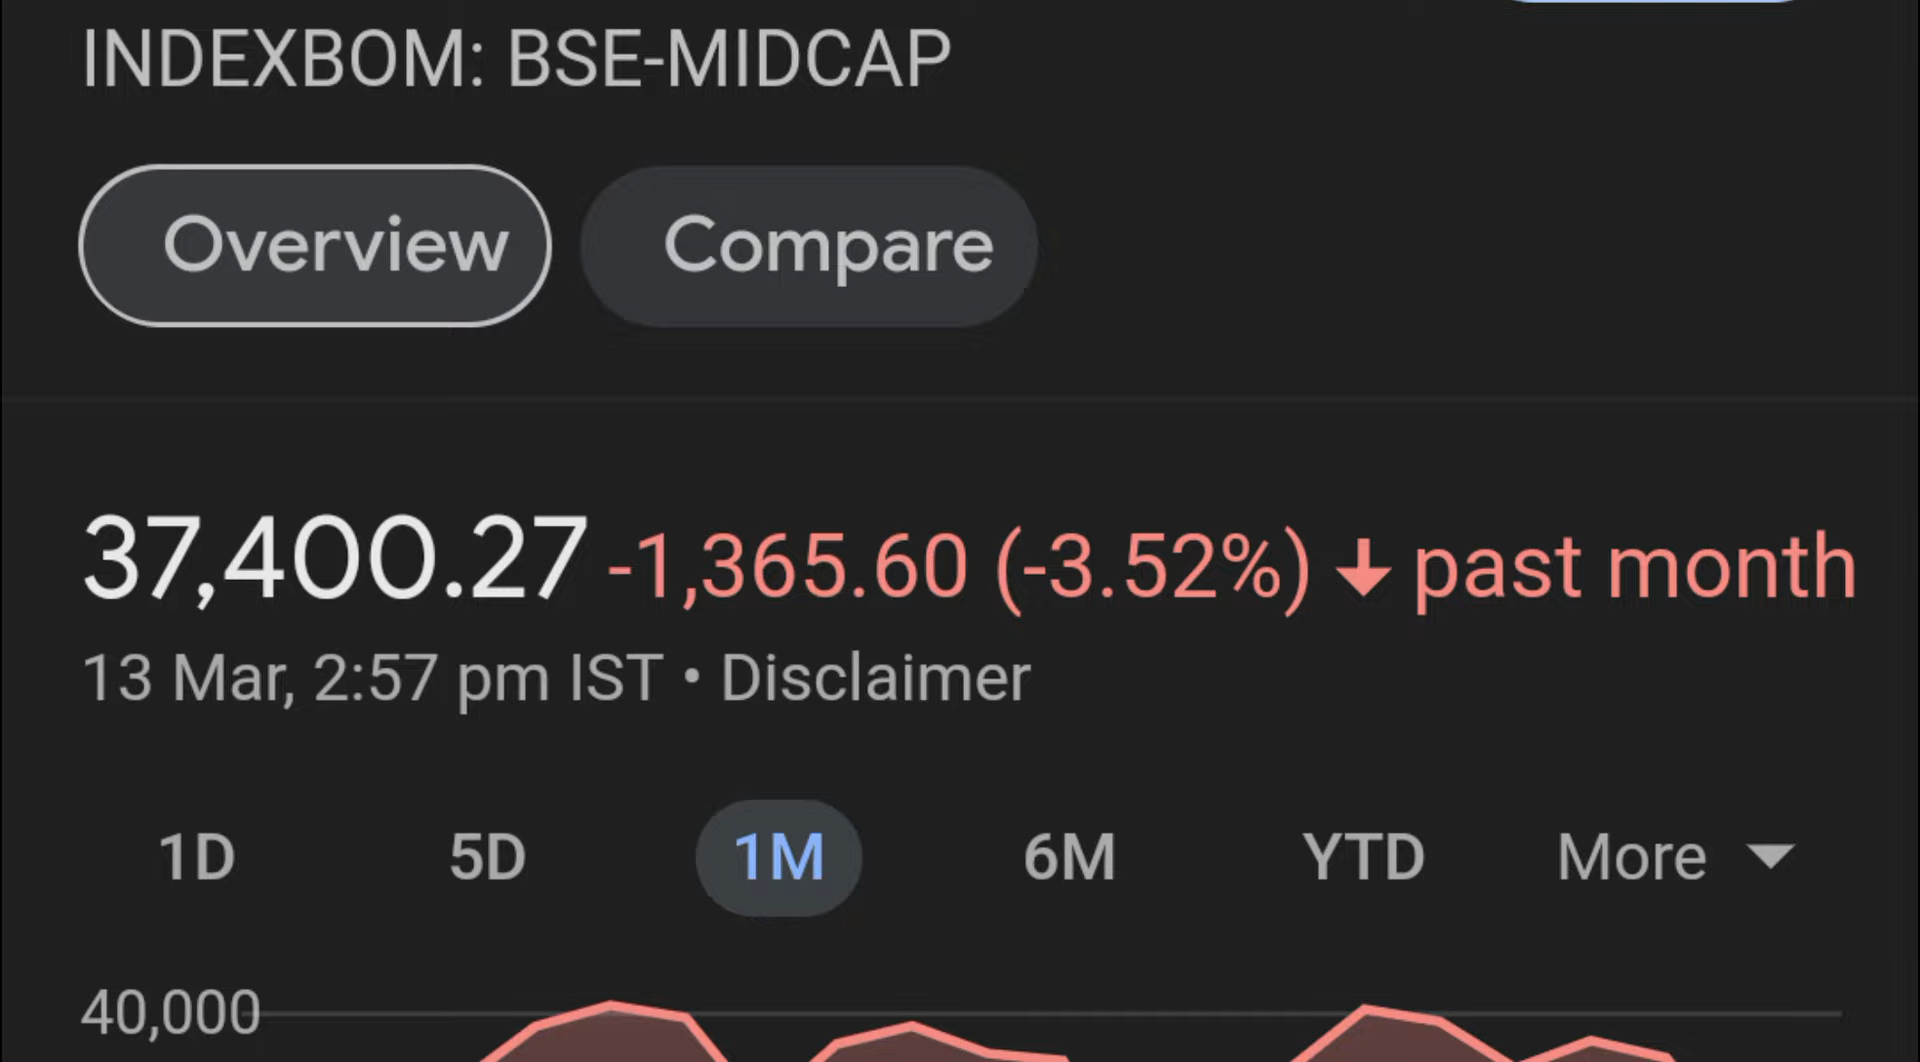 INDEXBOM: BSE-MIDCAP
Overview Compare
37,400.27 -1,365.60 (-3.52%) ↓ past month
13 Mar, 2:57 pm IST • Disclaimer
1D 5D 1M 6M YTD More
40,000